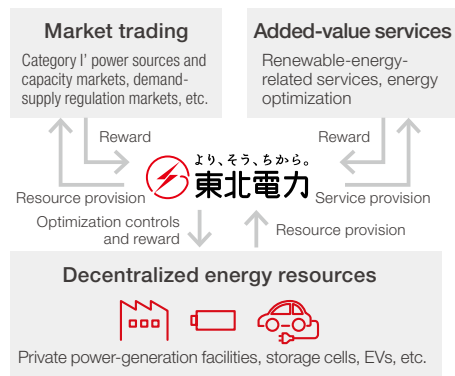 Market trading
Category I' power sources and
capacity markets, demand-
supply regulation markets, etc.
Added-value services
Renewable-energy-
related services, energy
optimization
Reward
Reward
より、そう、ちから。
東北電力
Resource provision
Service provision
Optimization controls
and reward
Resource provision
Decentralized energy resources
Private power-generation facilities, storage cells, EVs, etc.